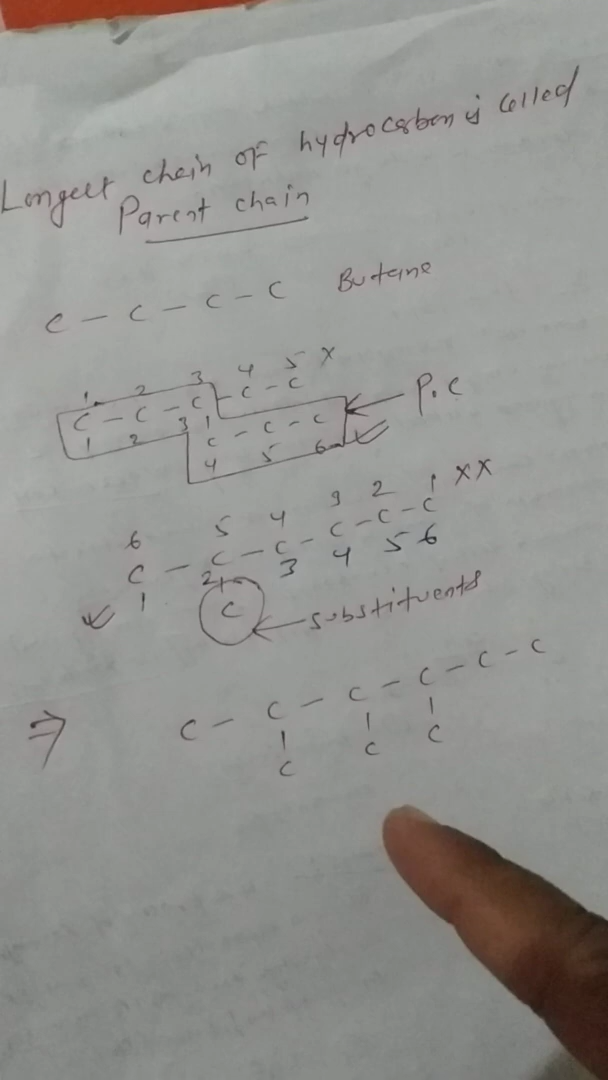 Longest chain of hydrocarbon is called
Parent chain
C - C - C - C Butane
1 2 3 4 5 X
C - C - C - C - C
P.C
1 2 3 C - C - C
4 5 6
6 5 4 3 2 1 XX
C - C - C - C - C - C
1 2 3 4 5 6
C substituents
⇒ C - C - C - C - C - C
C C C